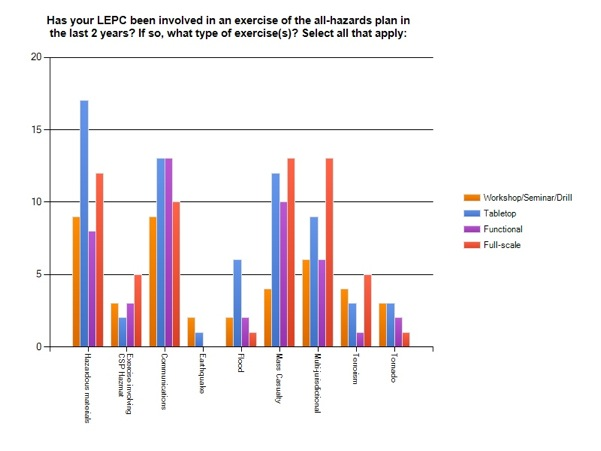 Has your LEPC been involved in an exercise of the all-hazards plan in
the last 2 years? If so, what type of exercise(s)? Select all that apply:
20
15
10
5
0
Hazardous materials
Exercise involving
CSP Hazmat
Communications
Earthquake
Flood
Mass Casualty
Multi-jurisdictional
Terrorism
Tornado
Workshop/Seminar/Drill
Tabletop
Functional
Full-scale